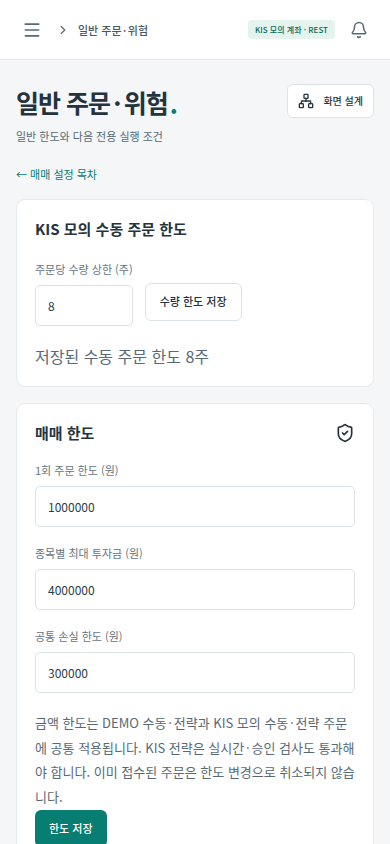 일반 주문·위험
KIS 모의 계좌 · REST
일반 주문·위험.
화면 설계
일반 한도와 다음 전용 실행 조건
← 매매 설정 목차
KIS 모의 수동 주문 한도
주문당 수량 상한 (주)
8
수량 한도 저장
저장된 수동 주문 한도 8주
매매 한도
1회 주문 한도 (원)
1000000
종목별 최대 투자금 (원)
4000000
공통 손실 한도 (원)
300000
금액 한도는 DEMO 수동·전략과 KIS 모의 수동·전략 주문
에 공통 적용됩니다. KIS 전략은 실시간·승인 검사도 통과해
야 합니다. 이미 접수된 주문은 한도 변경으로 취소되지 않습
니다.
한도 저장